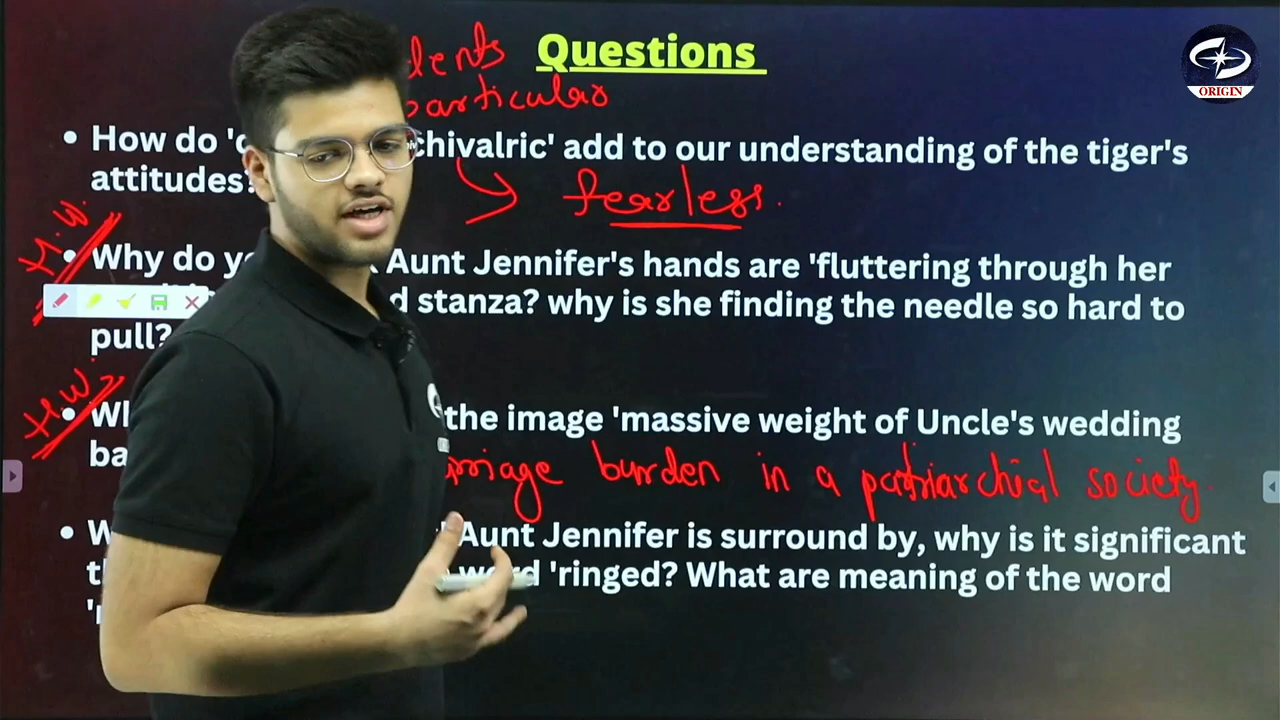 dents
Questions
particular
ORIGIN
• How do chivalric' add to our understanding of the tiger's
attitudes?
fearless.
H.W.
• Why do Aunt Jennifer's hands are 'fluttering through her
d stanza? why is she finding the needle so hard to
pull?
H.W.
• the image 'massive weight of Uncle's wedding
ba
rriage burden in a patriarchial society.
• Aunt Jennifer is surround by, why is it significant
word 'ringed? What are meaning of the word